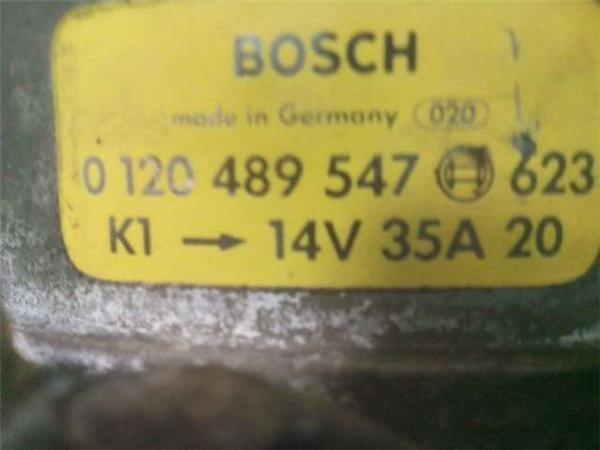 BOSCH
made in Germany 020
0 120 489 547 623
K1 → 14V 35A 20